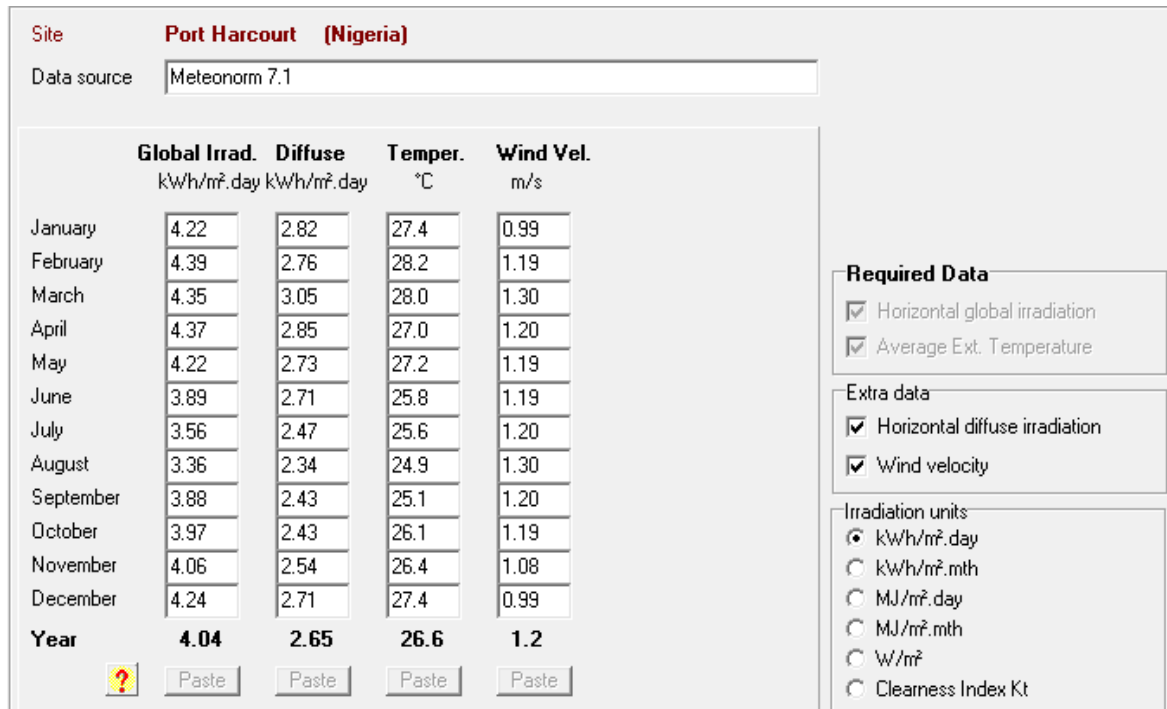 Site Port Harcourt (Nigeria)
Data source Meteonorm 7.1
Global Irrad. Diffuse Temper. Wind Vel.
kWh/m².day kWh/m².day °C m/s
January 4.22 2.82 27.4 0.99
February 4.39 2.76 28.2 1.19
March 4.35 3.05 28.0 1.30
April 4.37 2.85 27.0 1.20
May 4.22 2.73 27.2 1.19
June 3.89 2.71 25.8 1.19
July 3.56 2.47 25.6 1.20
August 3.36 2.34 24.9 1.30
September 3.88 2.43 25.1 1.20
October 3.97 2.43 26.1 1.19
November 4.06 2.54 26.4 1.08
December 4.24 2.71 27.4 0.99
Year 4.04 2.65 26.6 1.2
? Paste Paste Paste Paste
Required Data
Horizontal global irradiation
Average Ext. Temperature
Extra data
Horizontal diffuse irradiation
Wind velocity
Irradiation units
kWh/m².day
kWh/m².mth
MJ/m².day
MJ/m².mth
W/m²
Clearness Index Kt